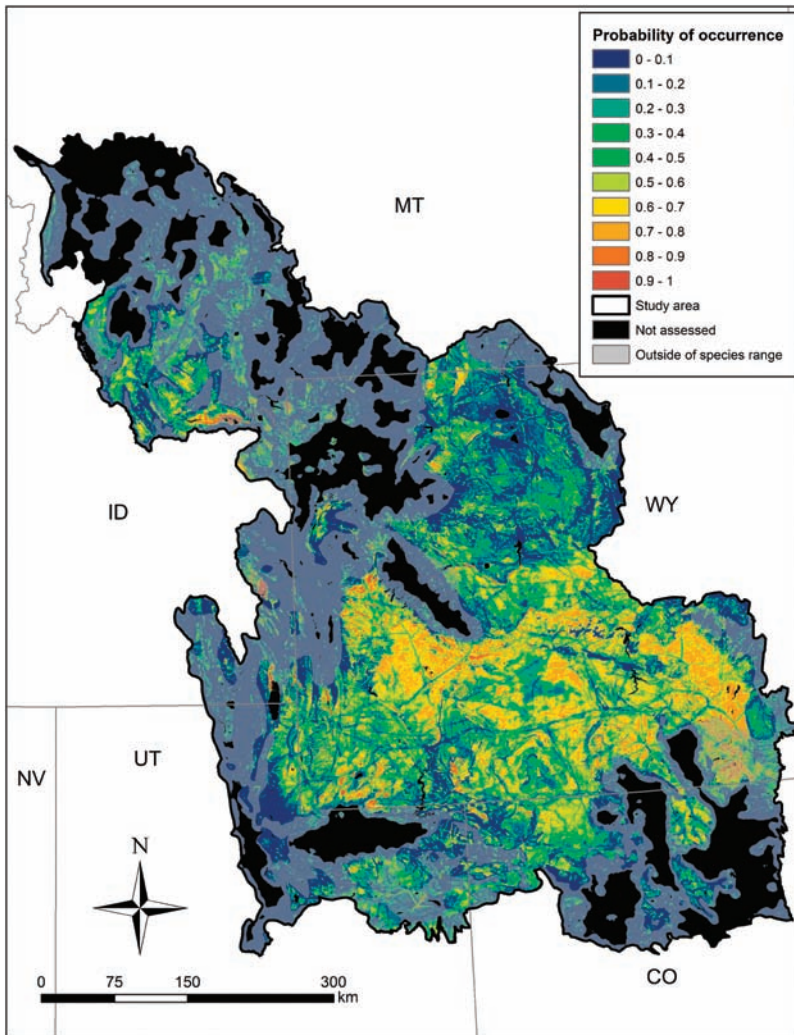 Probability of occurrence
0 - 0.1
0.1 - 0.2
0.2 - 0.3
0.3 - 0.4
0.4 - 0.5
0.5 - 0.6
0.6 - 0.7
0.7 - 0.8
0.8 - 0.9
0.9 - 1
Study area
Not assessed
Outside of species range
MT
ID
WY
NV
UT
N
CO
0 75 150 300
km